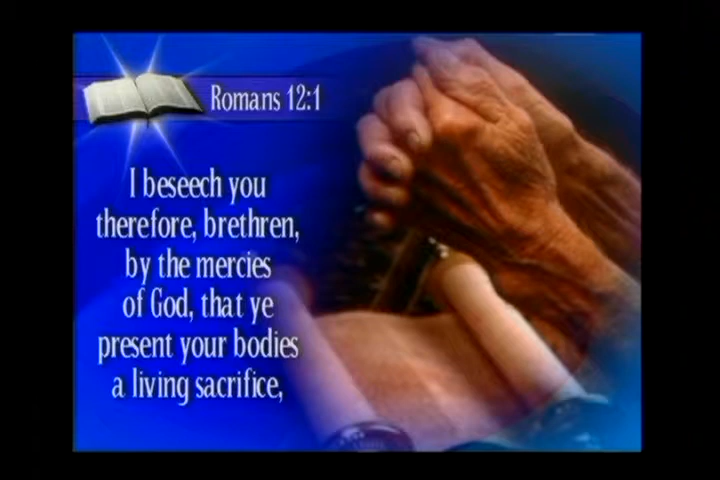 Romans 12:1
I beseech you
therefore, brethren,
by the mercies
of God, that ye
present your bodies
a living sacrifice,